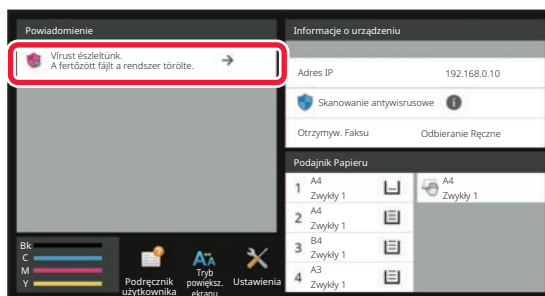 Powiadomienie
Vírust észleltünk.
A fertőzött fájlt a rendszer törölte.
Informacje o urządzeniu
Adres IP 192.168.0.10
Skanowanie antywisrusowe
Otrzymyw. Faksu Odbieranie Ręczne
Podajnik Papieru
1 A4
Zwykły 1
A4
Zwykły 1
2 A4
Zwykły 1
3 B4
Zwykły 1
4 A3
Zwykły 1
Bk
C
M
Y
Podręcznik
użytkownika
Tryb
powiększ.
ekranu
Ustawienia